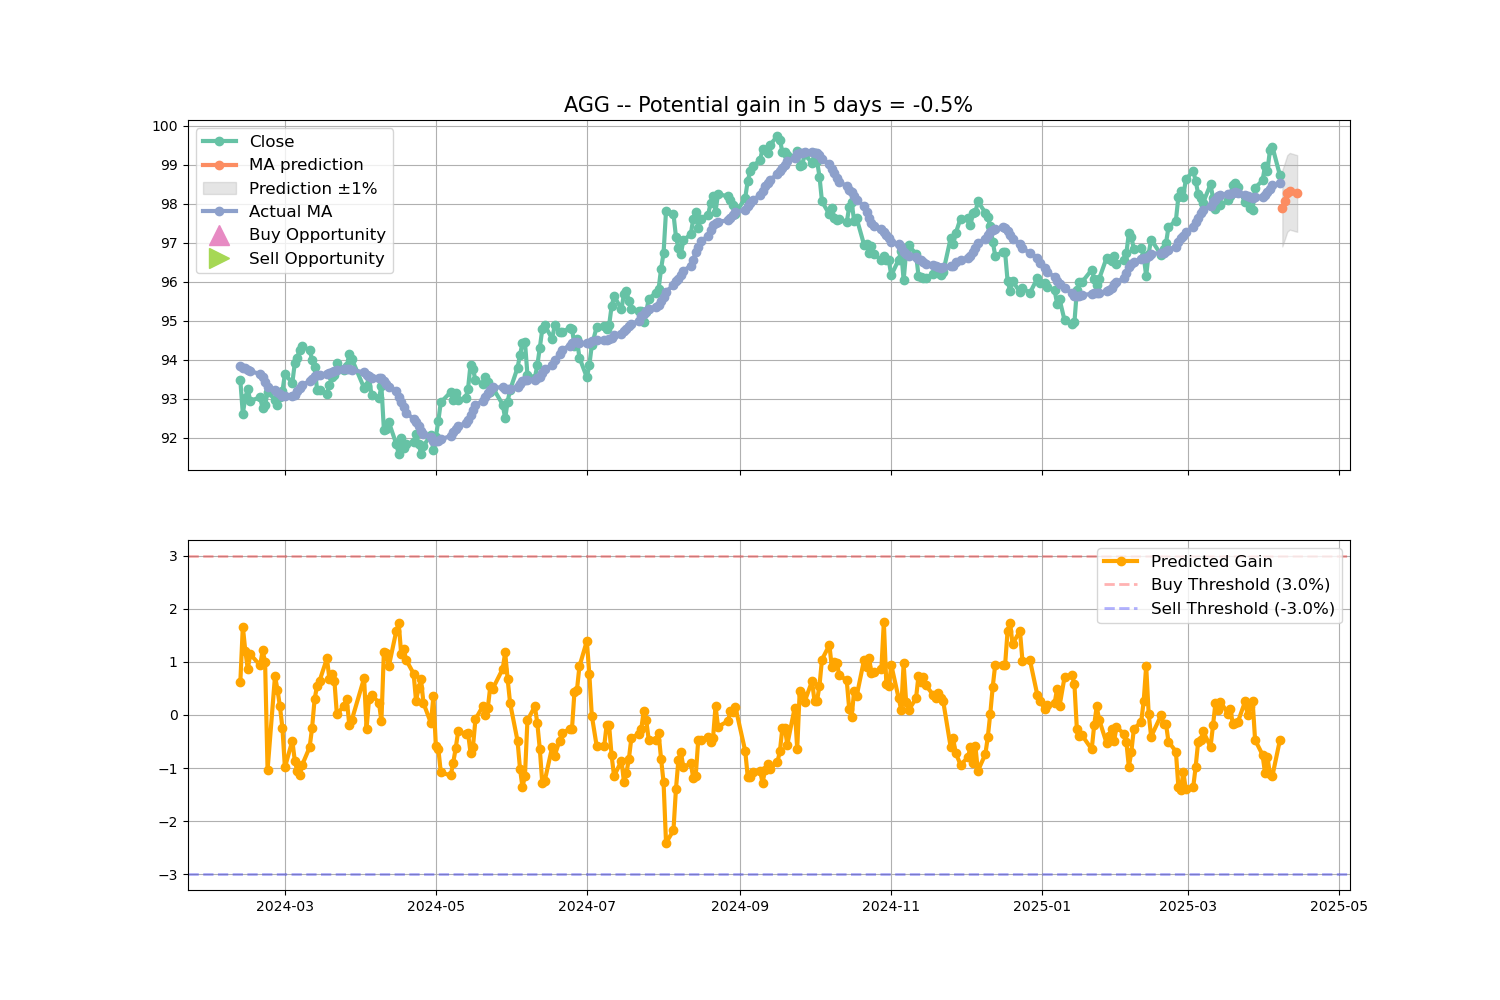 AGG -- Potential gain in 5 days = -0.5%
100
99
98
97
96
95
94
93
92
Close
MA prediction
Prediction ±1%
Actual MA
Buy Opportunity
Sell Opportunity
3
2
1
0
−1
−2
−3
Predicted Gain
Buy Threshold (3.0%)
Sell Threshold (-3.0%)
2024-03
2024-05
2024-07
2024-09
2024-11
2025-01
2025-03
2025-05